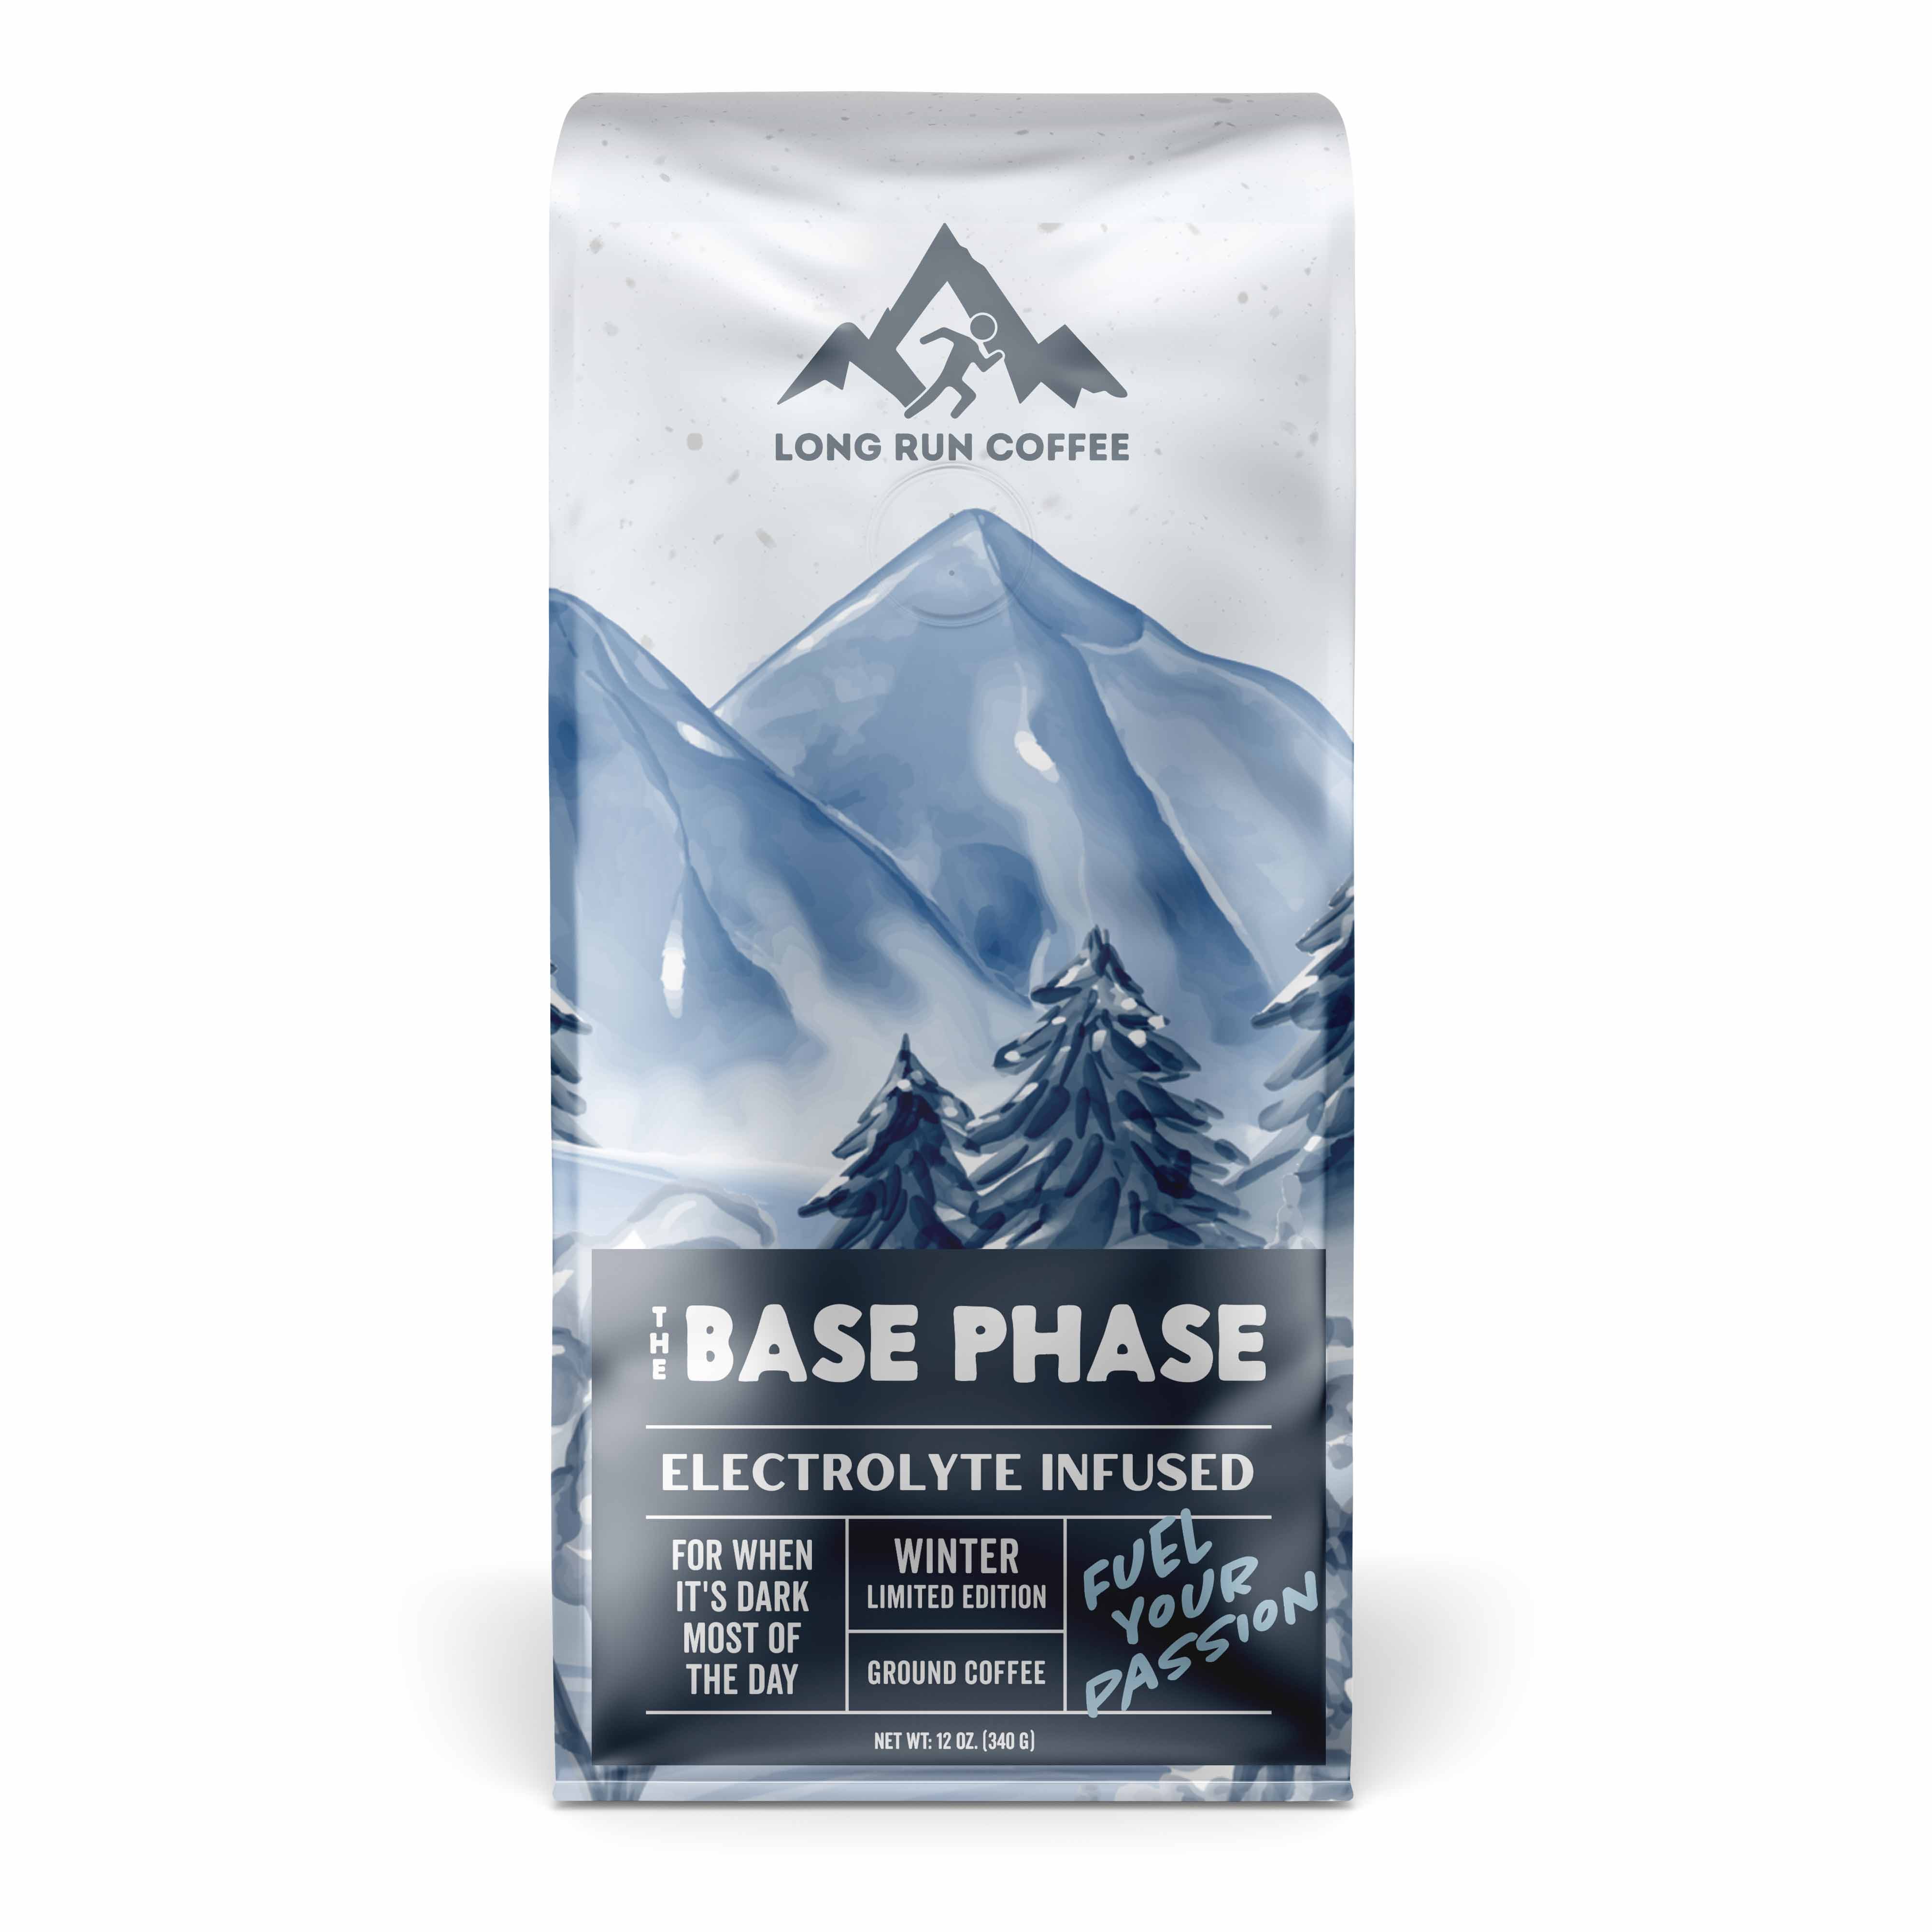 LONG RUN COFFEE
THE BASE PHASE
ELECTROLYTE INFUSED
FOR WHEN
IT'S DARK
MOST OF
THE DAY
WINTER
LIMITED EDITION
GROUND COFFEE
FUEL
YOUR
PASSION
NET WT: 12 OZ. (340 G)